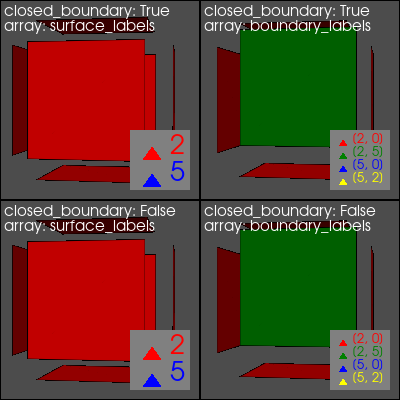 closed_boundary: True
array: surface_labels
2
5
closed_boundary: True
array: boundary_labels
(2, 0)
(2, 5)
(5, 0)
(5, 2)
closed_boundary: False
array: surface_labels
2
5
closed_boundary: False
array: boundary_labels
(2, 0)
(2, 5)
(5, 0)
(5, 2)